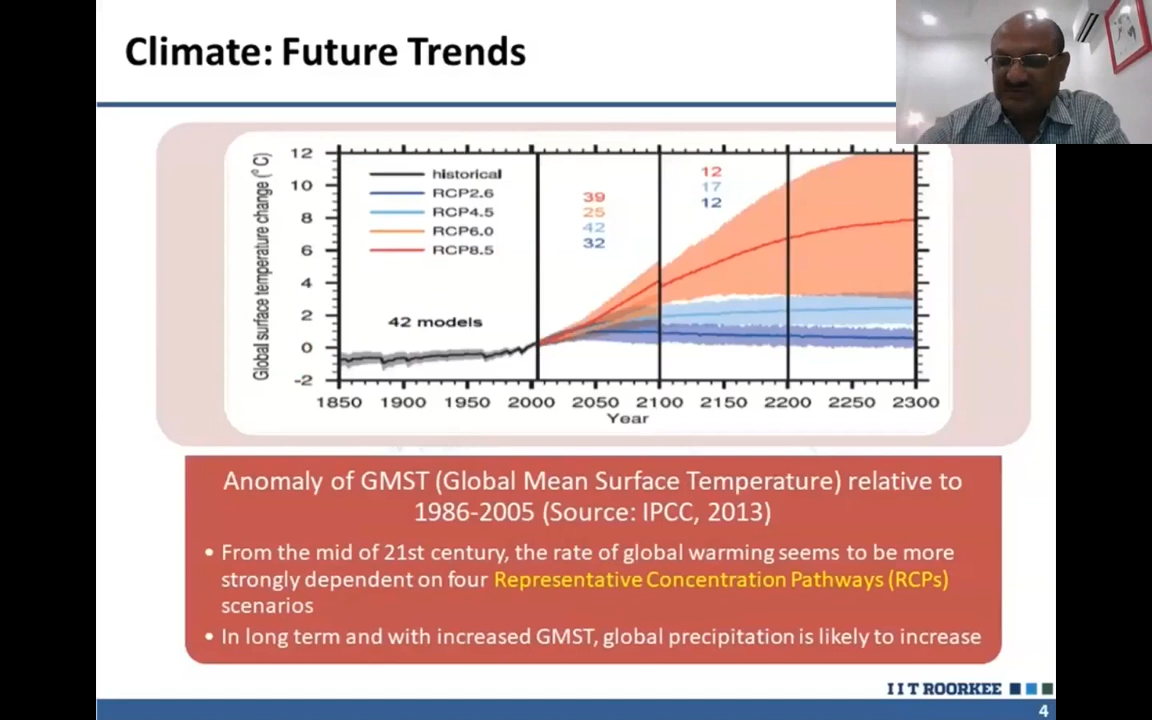 Climate: Future Trends
Global surface temperature change (°C)
12
10
8
6
4
2
0
-2
historical
RCP2.6
RCP4.5
RCP6.0
RCP8.5
42 models
39
25
42
32
12
17
12
1850 1900 1950 2000 2050 2100 2150 2200 2250 2300
Year
Anomaly of GMST (Global Mean Surface Temperature) relative to
1986-2005 (Source: IPCC, 2013)
• From the mid of 21st century, the rate of global warming seems to be more
strongly dependent on four Representative Concentration Pathways (RCPs)
scenarios
• In long term and with increased GMST, global precipitation is likely to increase
IIT ROORKEE
4